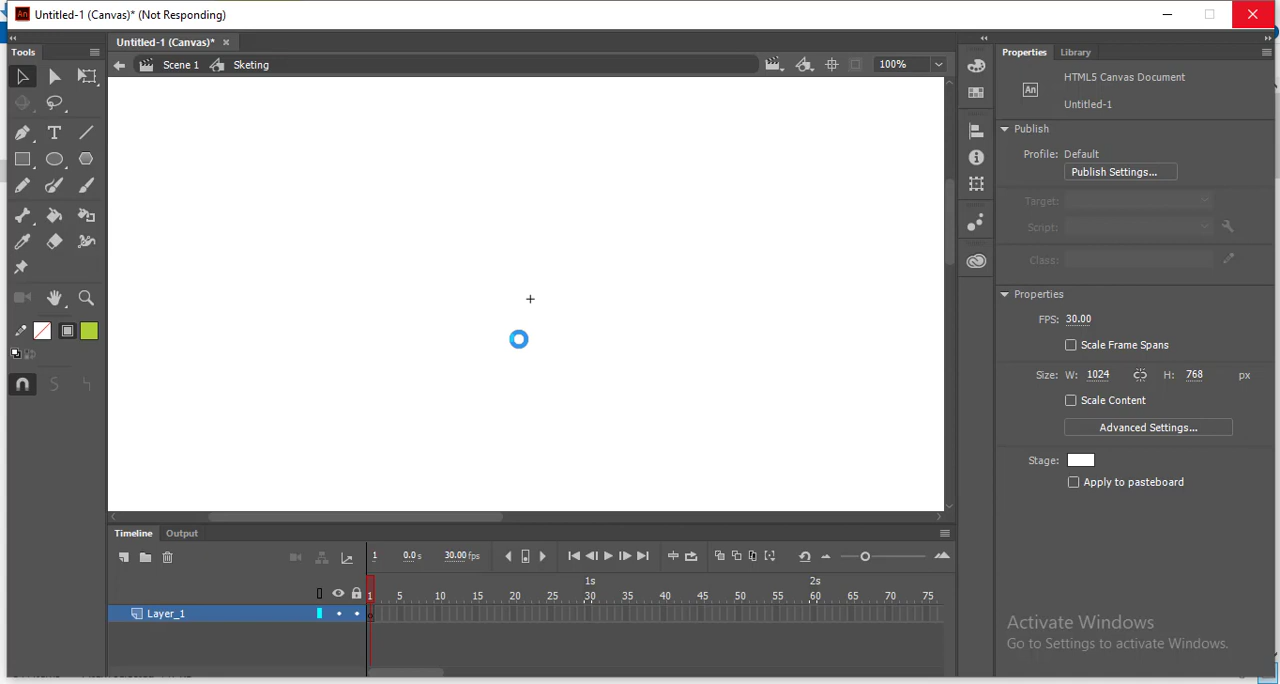 An Untitled-1 (Canvas)* (Not Responding)
Tools
Untitled-1 (Canvas)* ×
Scene 1 Sketing 100%
Properties Library
An HTML5 Canvas Document
Untitled-1
Publish
Profile: Default
Publish Settings...
Target:
Script:
Class:
Properties
FPS: 30.00
Scale Frame Spans
Size: W: 1024 H: 768 px
Scale Content
Advanced Settings...
Stage:
Apply to pasteboard
T
Timeline Output
1 0.0 s 30.00 fps
1s 2s
1 5 10 15 20 25 30 35 40 45 50 55 60 65 70 75
Layer_1
Activate Windows
Go to Settings to activate Windows.